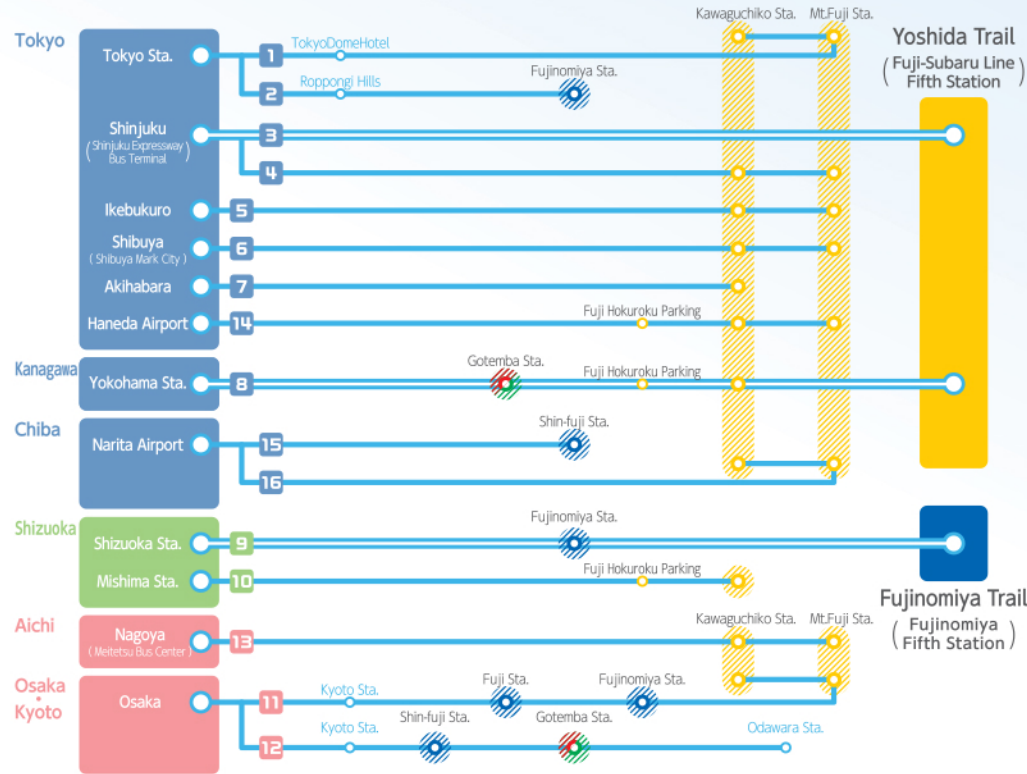 Kawaguchiko Sta.
Mt.Fuji Sta.
Tokyo
Tokyo Sta.
1
TokyoDomeHotel
2
Roppongi Hills
Fujinomiya Sta.
Yoshida Trail
(Fuji-Subaru Line
Fifth Station)
Shinjuku
(Shinjuku Expressway
Bus Terminal)
3
4
Ikebukuro
5
Shibuya
(Shibuya Mark City)
6
Akihabara
7
Haneda Airport
14
Fuji Hokuroku Parking
Kanagawa
Yokohama Sta.
8
Gotemba Sta.
Fuji Hokuroku Parking
Chiba
Narita Airport
15
Shin-fuji Sta.
16
Shizuoka
Shizuoka Sta.
9
Fujinomiya Sta.
Mishima Sta.
10
Fuji Hokuroku Parking
Fujinomiya Trail
(Fujinomiya
Fifth Station)
Aichi
Nagoya
(Meitetsu Bus Center)
13
Kawaguchiko Sta.
Mt.Fuji Sta.
Osaka
・
Kyoto
Osaka
11
Kyoto Sta.
Fuji Sta.
Fujinomiya Sta.
12
Kyoto Sta.
Shin-fuji Sta.
Gotemba Sta.
Odawara Sta.